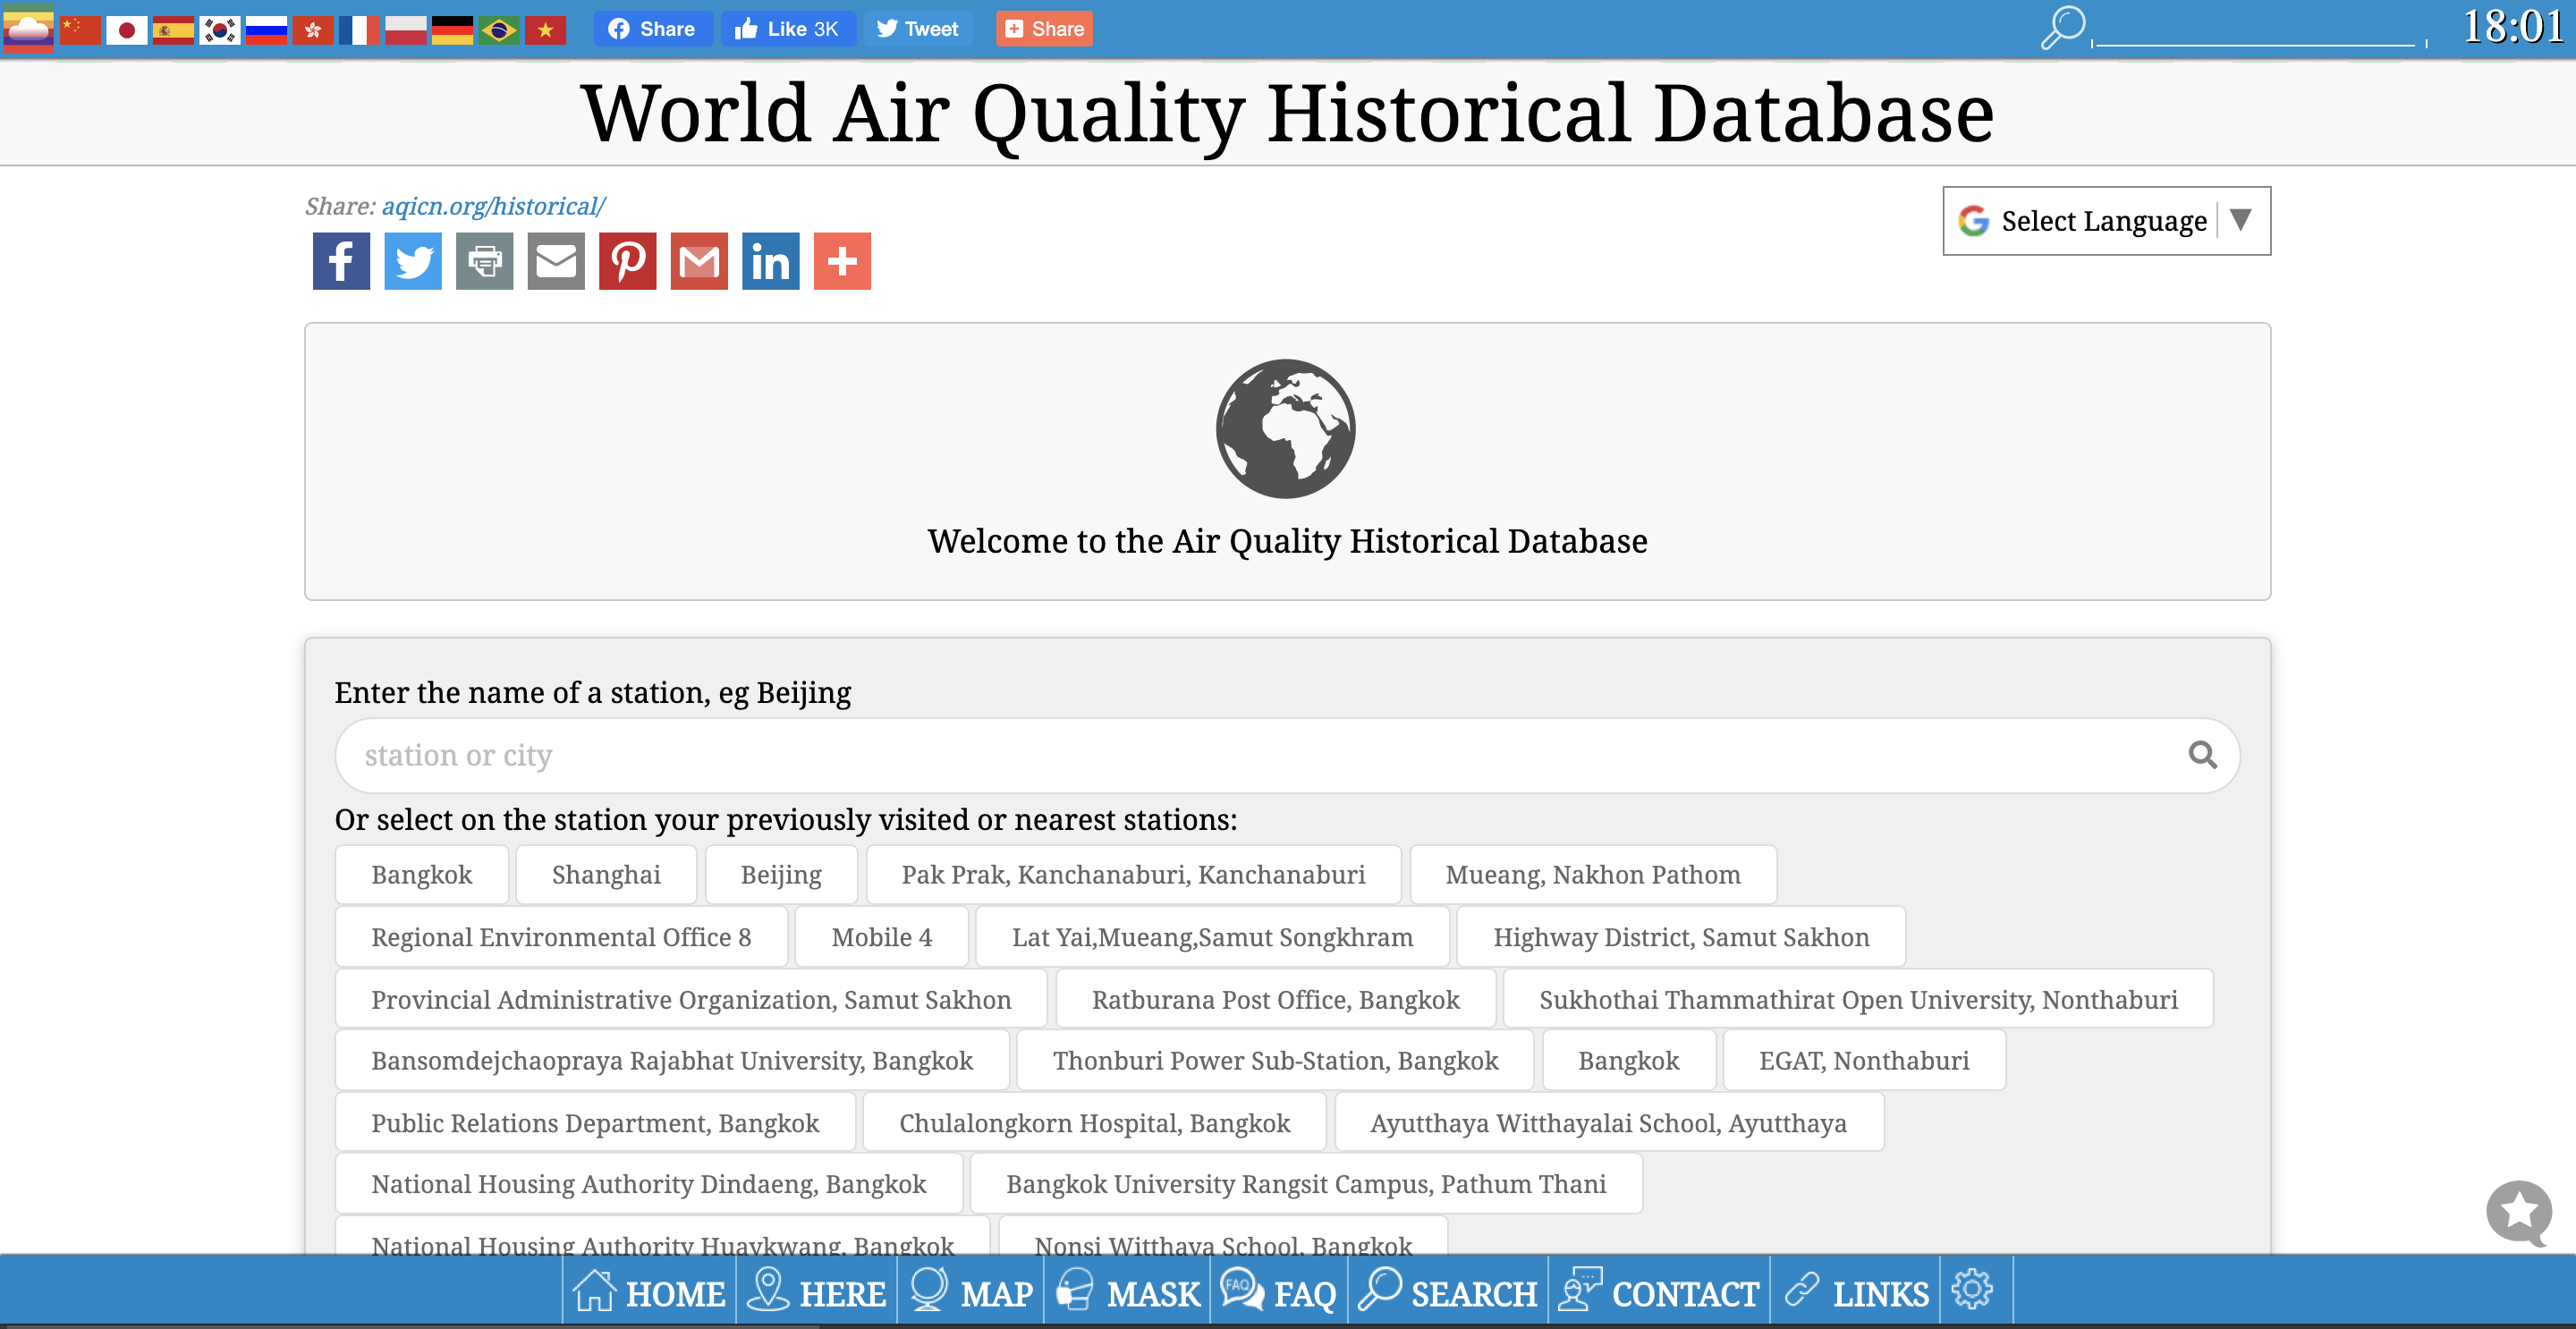 Share Like 3K Tweet Share 18:01
World Air Quality Historical Database
Share: aqicn.org/historical/
Select Language ▼
Welcome to the Air Quality Historical Database
Enter the name of a station, eg Beijing
station or city
Or select on the station your previously visited or nearest stations:
Bangkok Shanghai Beijing Pak Prak, Kanchanaburi, Kanchanaburi Mueang, Nakhon Pathom
Regional Environmental Office 8 Mobile 4 Lat Yai,Mueang,Samut Songkhram Highway District, Samut Sakhon
Provincial Administrative Organization, Samut Sakhon Ratburana Post Office, Bangkok Sukhothai Thammathirat Open University, Nonthaburi
Bansomdejchaopraya Rajabhat University, Bangkok Thonburi Power Sub-Station, Bangkok Bangkok EGAT, Nonthaburi
Public Relations Department, Bangkok Chulalongkorn Hospital, Bangkok Ayutthaya Witthayalai School, Ayutthaya
National Housing Authority Dindaeng, Bangkok Bangkok University Rangsit Campus, Pathum Thani
National Housing Authority Huaykwang, Bangkok Nonsi Witthaya School, Bangkok
HOME HERE MAP MASK FAQ FAQ SEARCH CONTACT LINKS